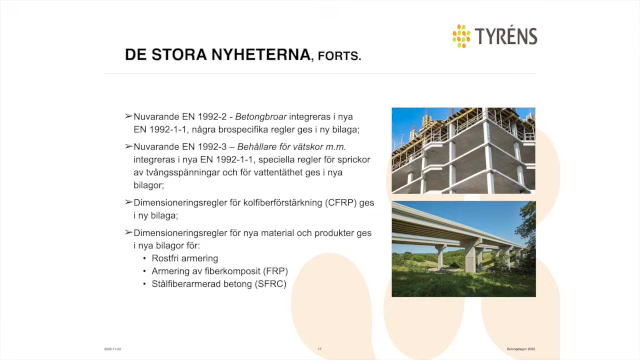 TYRÉNS
DE STORA NYHETERNA, FORTS.
➢Nuvarande EN 1992-2 - Betongbroar integreras i nya
EN 1992-1-1, några brospecifika regler ges i ny bilaga;
➢Nuvarande EN 1992-3 – Behållare för vätskor m.m.
integreras i nya EN 1992-1-1, speciella regler för sprickor
av tvångsspänningar och för vattentäthet ges i nya
bilagor;
➢Dimensioneringsregler för kolfiberförstärkning (CFRP) ges
i ny bilaga;
➢Dimensioneringsregler för nya material och produkter ges
i nya bilagor för:
• Rostfri armering
• Armering av fiberkomposit (FRP)
• Stålfiberarmerad betong (SFRC)